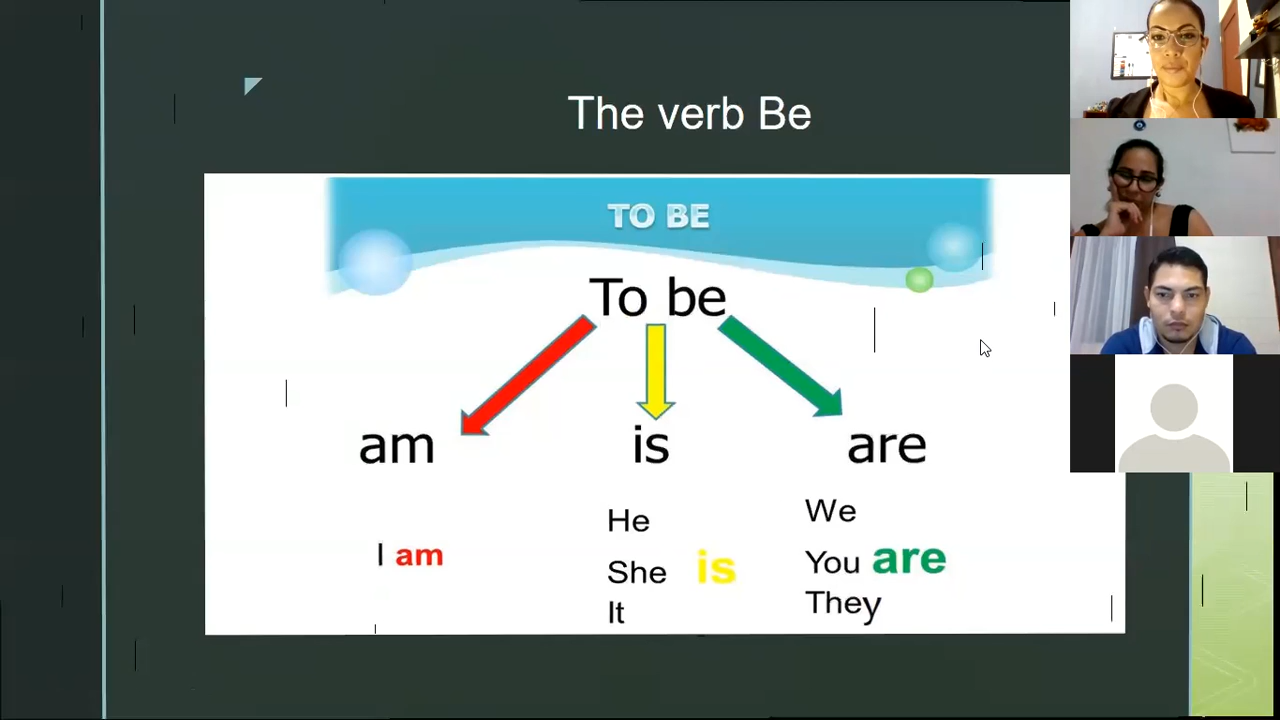 The verb Be
TO BE
To be
am is are
I am
He
She is
It
We
You are
They